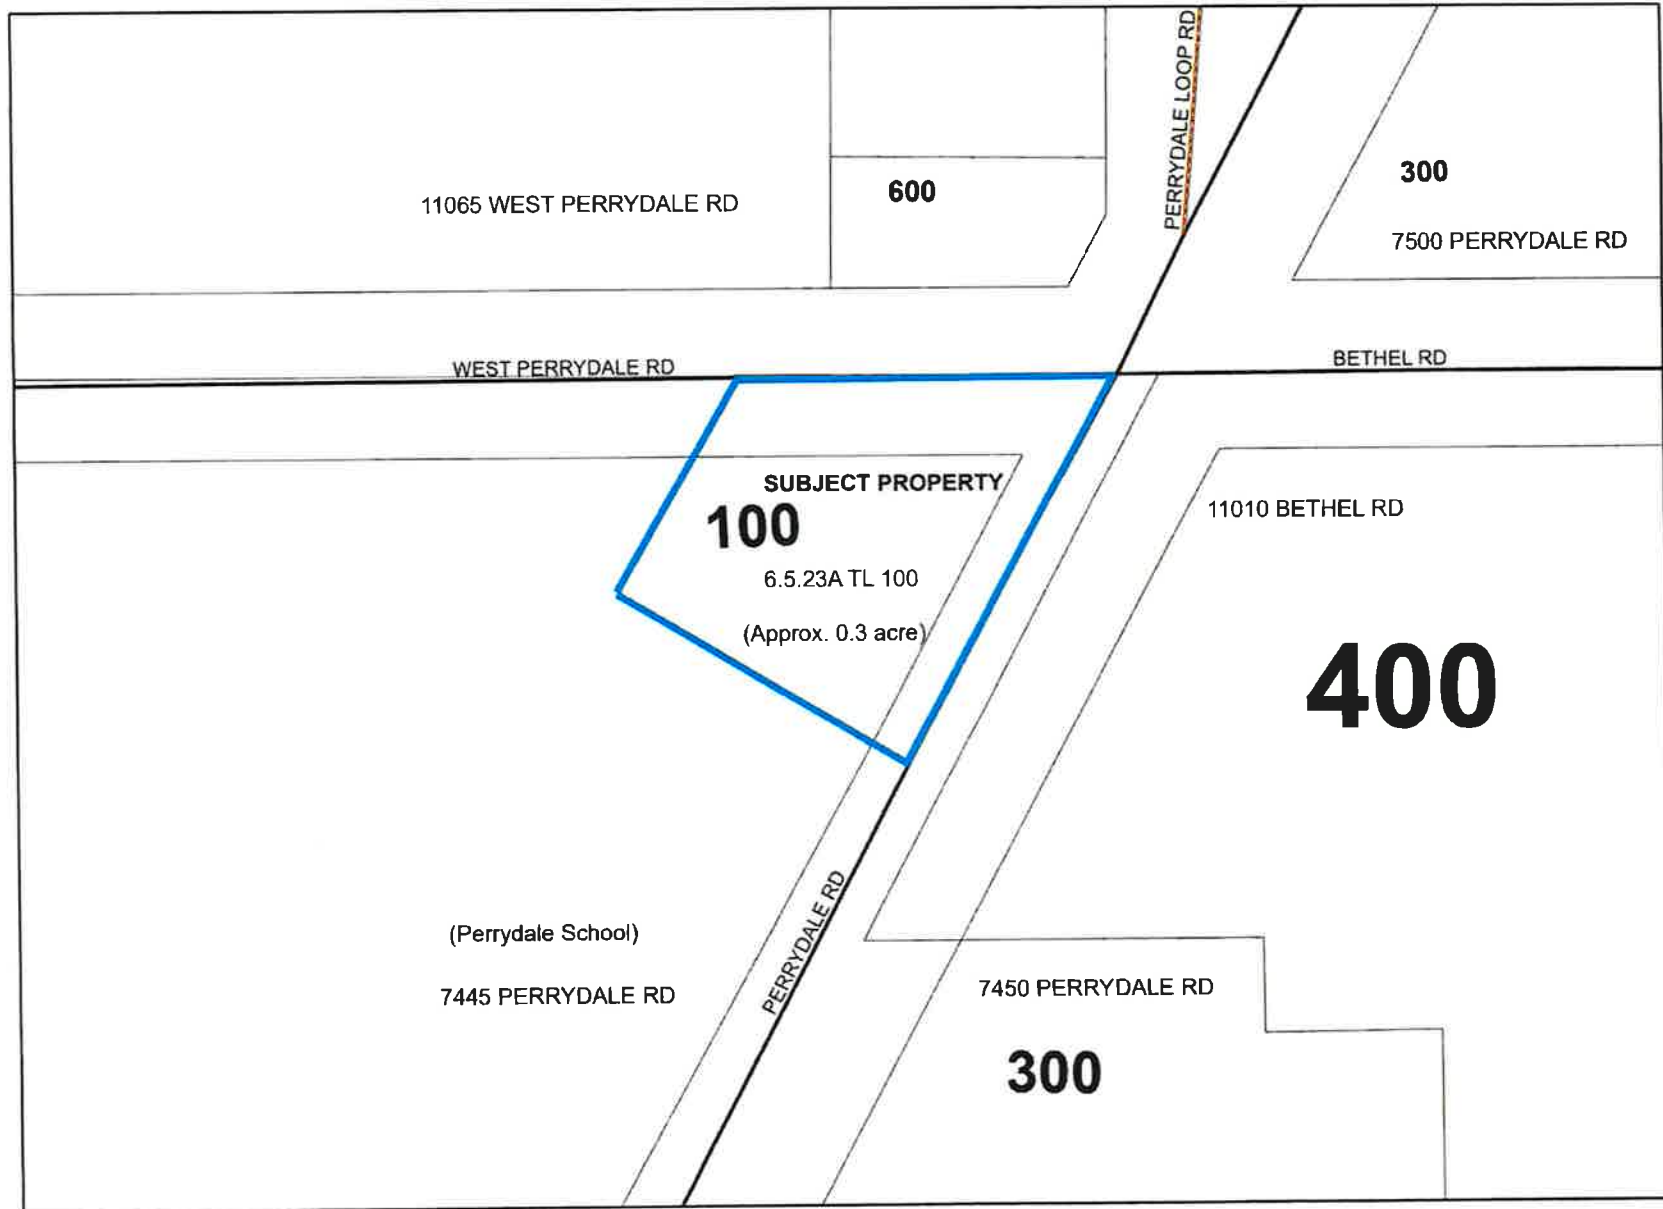 PERRYDALE LOOP RD
11065 WEST PERRYDALE RD
600
300
7500 PERRYDALE RD
WEST PERRYDALE RD
BETHEL RD
SUBJECT PROPERTY
100
6.5.23A TL 100
(Approx. 0.3 acre)
11010 BETHEL RD
400
(Perrydale School)
7445 PERRYDALE RD
PERRYDALE RD
7450 PERRYDALE RD
300